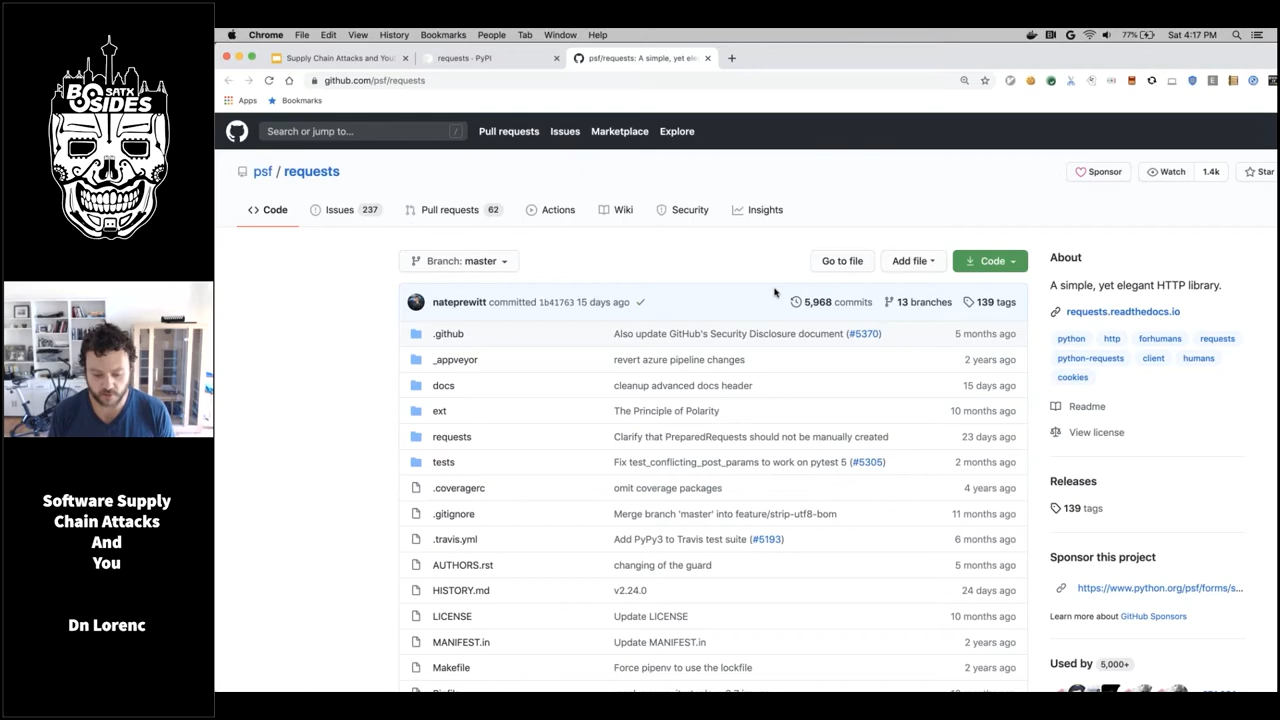 BSIDES
SATX
Software Supply
Chain Attacks
And
You
Dn Lorenc
Chrome File Edit View History Bookmarks People Tab Window Help 77% Sat 4:17 PM
Supply Chain Attacks and You requests · PyPI psf/requests: A simple, yet ele
github.com/psf/requests
Apps Bookmarks
Search or jump to... / Pull requests Issues Marketplace Explore
psf / requests Sponsor Watch 1.4k Star
Code Issues 237 Pull requests 62 Actions Wiki Security Insights
Branch: master Go to file Add file Code
nateprewitt committed 1b41763 15 days ago 5,968 commits 13 branches 139 tags
.github Also update GitHub's Security Disclosure document (#5370) 5 months ago
_appveyor revert azure pipeline changes 2 years ago
docs cleanup advanced docs header 15 days ago
ext The Principle of Polarity 10 months ago
requests Clarify that PreparedRequests should not be manually created 23 days ago
tests Fix test_conflicting_post_params to work on pytest 5 (#5305) 2 months ago
.coveragerc omit coverage packages 4 years ago
.gitignore Merge branch 'master' into feature/strip-utf8-bom 11 months ago
.travis.yml Add PyPy3 to Travis test suite (#5193) 6 months ago
AUTHORS.rst changing of the guard 5 months ago
HISTORY.md v2.24.0 24 days ago
LICENSE Update LICENSE 10 months ago
MANIFEST.in Update MANIFEST.in 2 years ago
Makefile Force pipenv to use the lockfile 2 years ago
About
A simple, yet elegant HTTP library.
requests.readthedocs.io
python http forhumans requests
python-requests client humans
cookies
Readme
View license
Releases
139 tags
Sponsor this project
https://www.python.org/psf/forms/s...
Learn more about GitHub Sponsors
Used by 5,000+